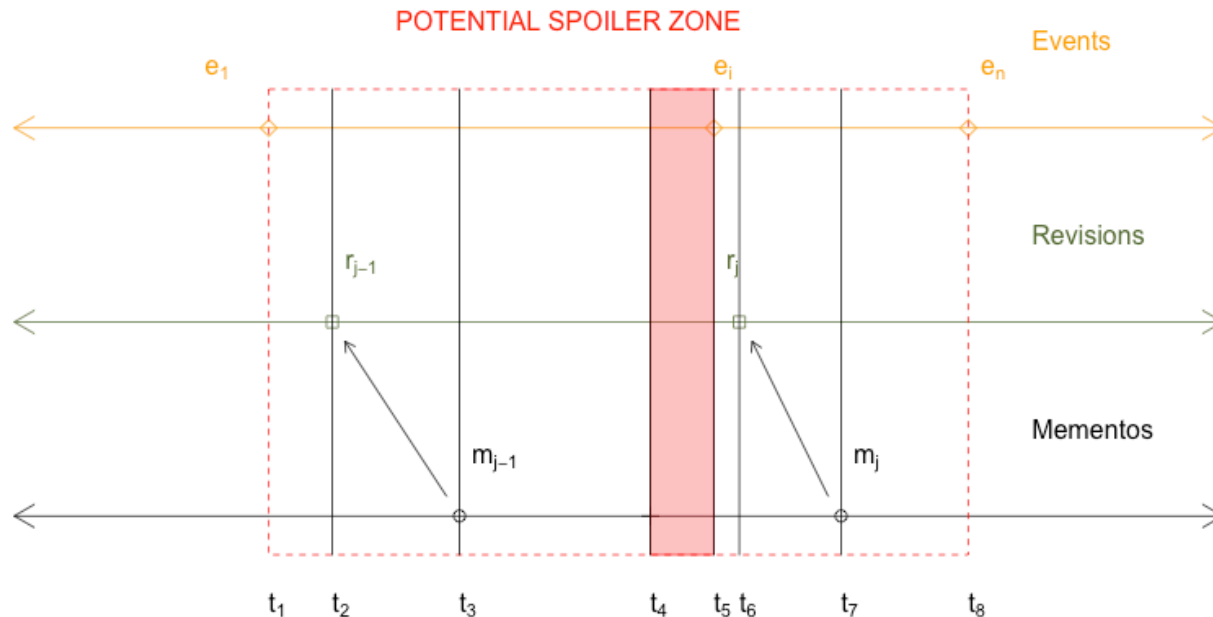 POTENTIAL SPOILER ZONE
Events
e1 ei en
Revisions
rj−1 rj
Mementos
mj−1 mj
t1 t2 t3 t4 t5 t6 t7 t8